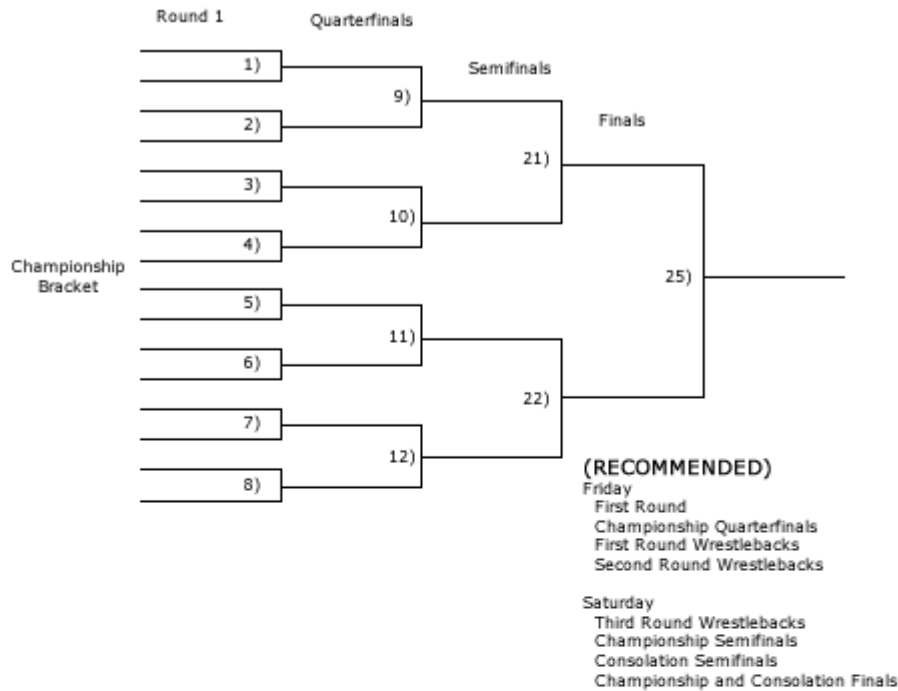 Round 1
Quarterfinals
Semifinals
Finals
1)
2)
3)
4)
5)
6)
7)
8)
9)
10)
11)
12)
21)
22)
25)
Championship
Bracket
(RECOMMENDED)
Friday
First Round
Championship Quarterfinals
First Round Wrestlebacks
Second Round Wrestlebacks
Saturday
Third Round Wrestlebacks
Championship Semifinals
Consolation Semifinals
Championship and Consolation Finals